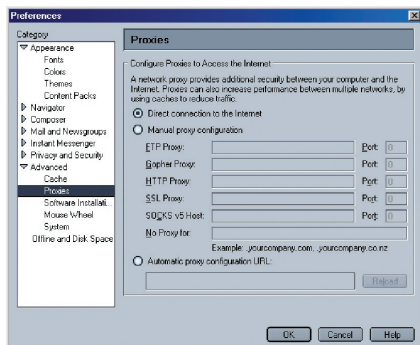 Preferences
Category
Appearance
Fonts
Colors
Themes
Content Packs
Navigator
Composer
Mail and Newsgroups
Instant Messenger
Privacy and Security
Advanced
Cache
Proxies
Software Installati...
Mouse Wheel
System
Offline and Disk Space
Proxies
Configure Proxies to Access the Internet
A network proxy provides additional security between your computer and the
Internet. Proxies can also increase performance between multiple networks, by
using caches to reduce traffic.
Direct connection to the Internet
Manual proxy configuration
FTP Proxy: Port: 0
Gopher Proxy: Port: 0
HTTP Proxy: Port: 0
SSL Proxy: Port: 0
SOCKS v5 Host: Port: 0
No Proxy for:
Example: .yourcompany.com, .yourcompany.co.nz
Automatic proxy configuration URL:
Reload
OK Cancel Help